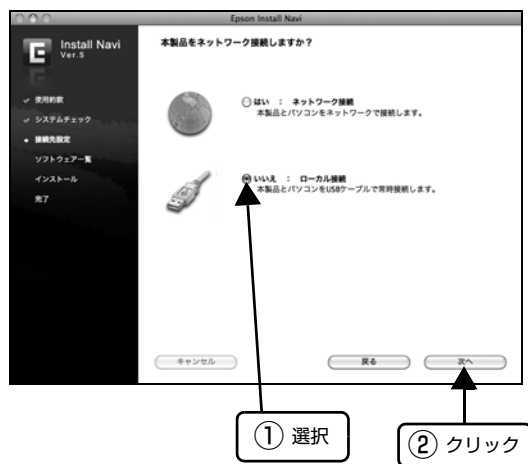 Epson Install Navi
E
Install Navi
Ver.5
✓ 使用約款
✓ システムチェック
● 接続先設定
ソフトウェア一覧
インストール
完了
本製品をネットワーク接続しますか？
はい ： ネットワーク接続
本製品とパソコンをネットワークで接続します。
いいえ ： ローカル接続
本製品とパソコンをUSBケーブルで常時接続します。
キャンセル
戻る
次へ
① 選択
② クリック